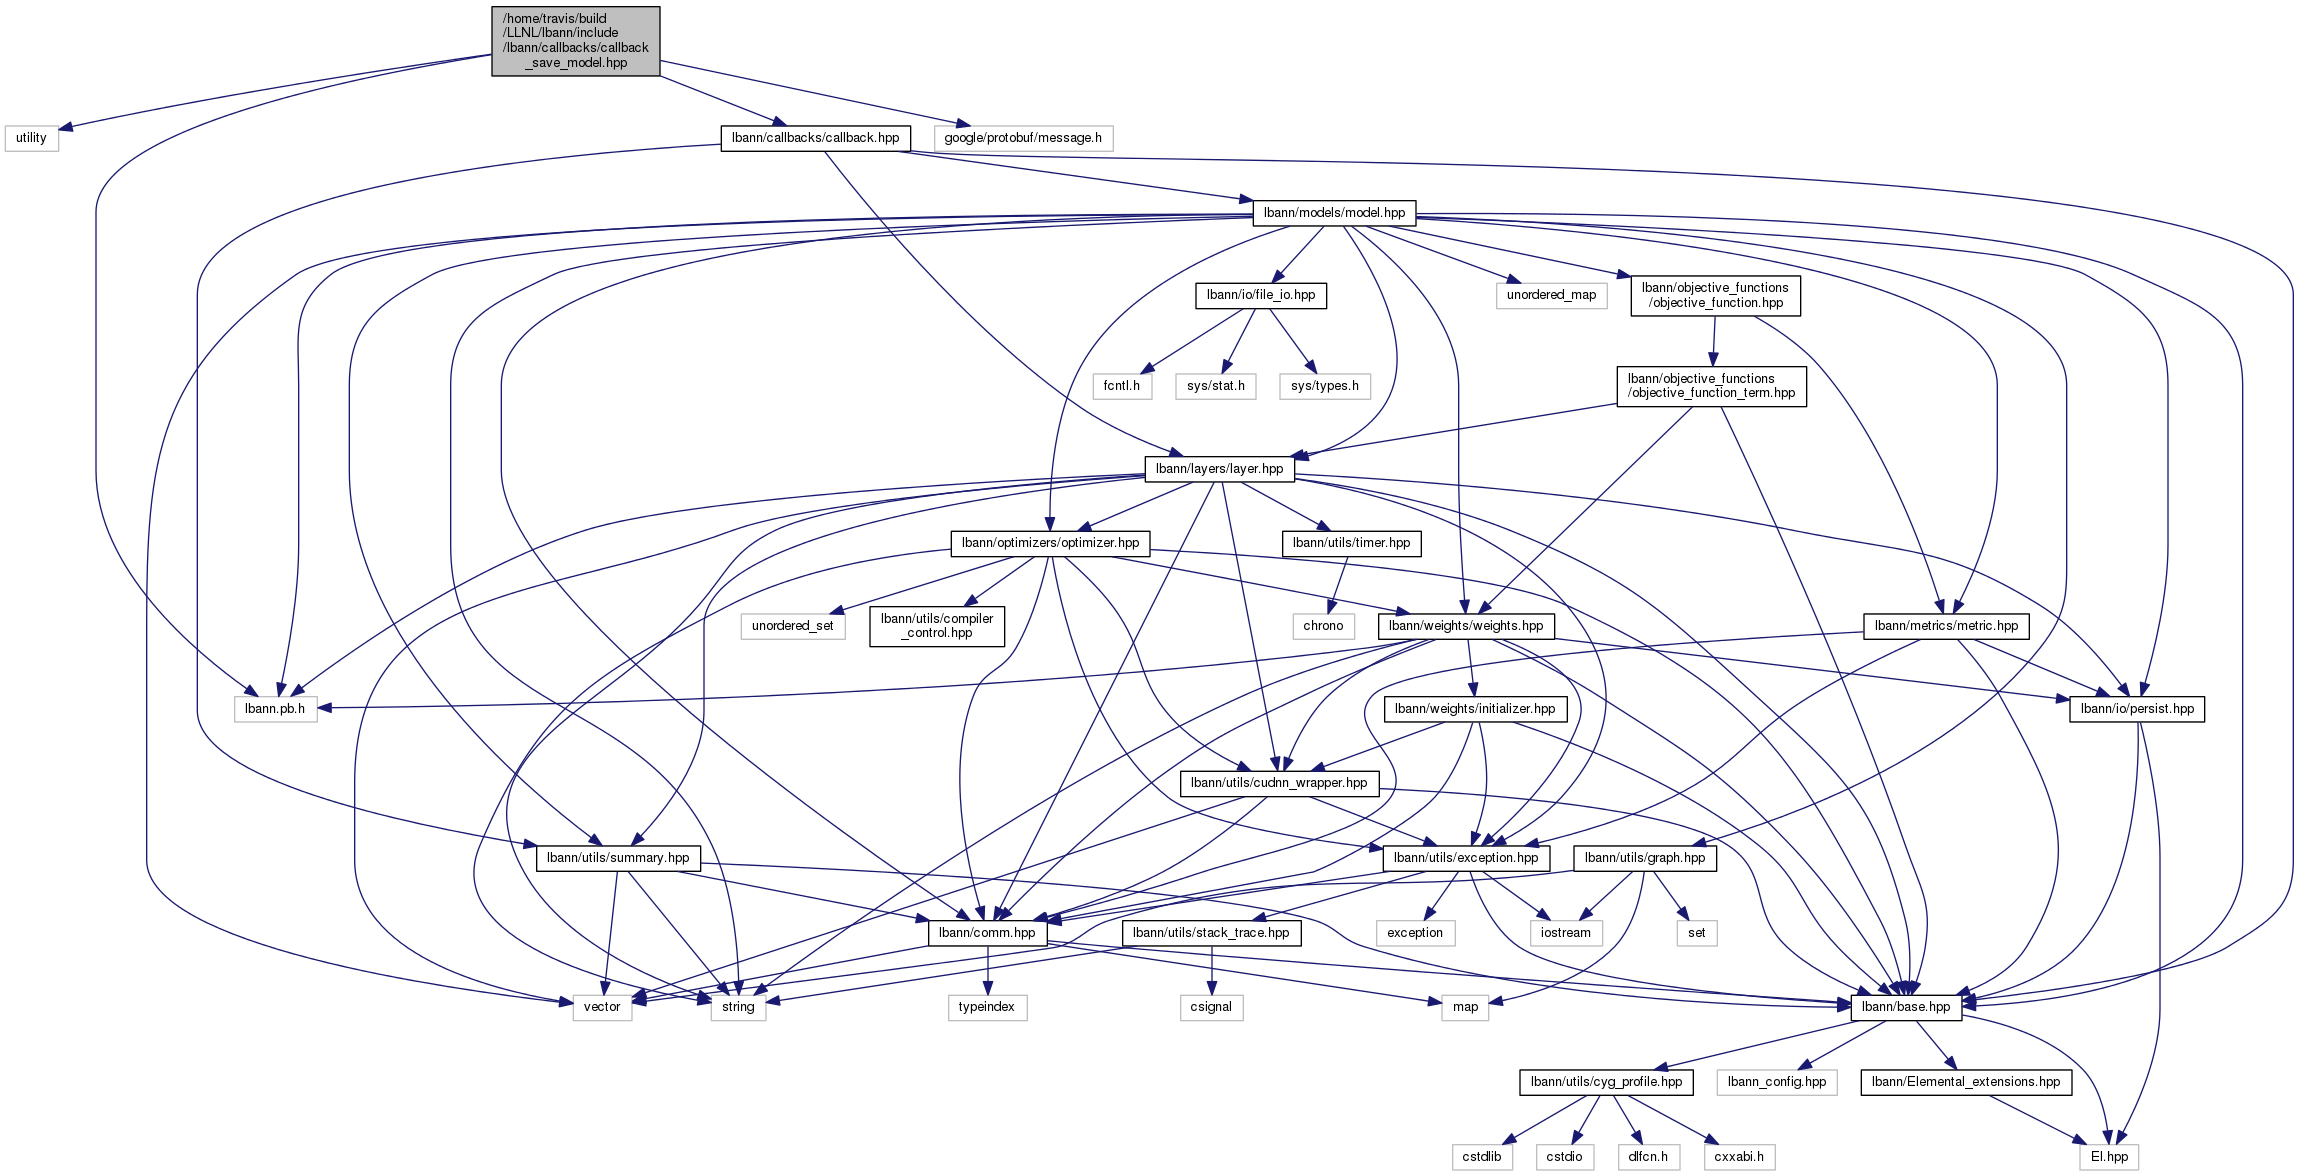 /home/travis/build
/LLNL/lbann/include
/lbann/callbacks/callback
_save_model.hpp
utility
lbann/callbacks/callback.hpp
google/protobuf/message.h
lbann/models/model.hpp
lbann/io/file_io.hpp
unordered_map
lbann/objective_functions
/objective_function.hpp
fcntl.h
sys/stat.h
sys/types.h
lbann/objective_functions
/objective_function_term.hpp
lbann/layers/layer.hpp
lbann/optimizers/optimizer.hpp
lbann/utils/timer.hpp
unordered_set
lbann/utils/compiler
_control.hpp
chrono
lbann/weights/weights.hpp
lbann/metrics/metric.hpp
lbann.pb.h
lbann/weights/initializer.hpp
lbann/io/persist.hpp
lbann/utils/cudnn_wrapper.hpp
lbann/utils/summary.hpp
lbann/utils/exception.hpp
lbann/utils/graph.hpp
lbann/comm.hpp
lbann/utils/stack_trace.hpp
exception
iostream
set
vector
string
typeindex
csignal
map
lbann/base.hpp
lbann/utils/cyg_profile.hpp
lbann_config.hpp
lbann/Elemental_extensions.hpp
cstdlib
cstdio
dlfcn.h
cxxabi.h
El.hpp